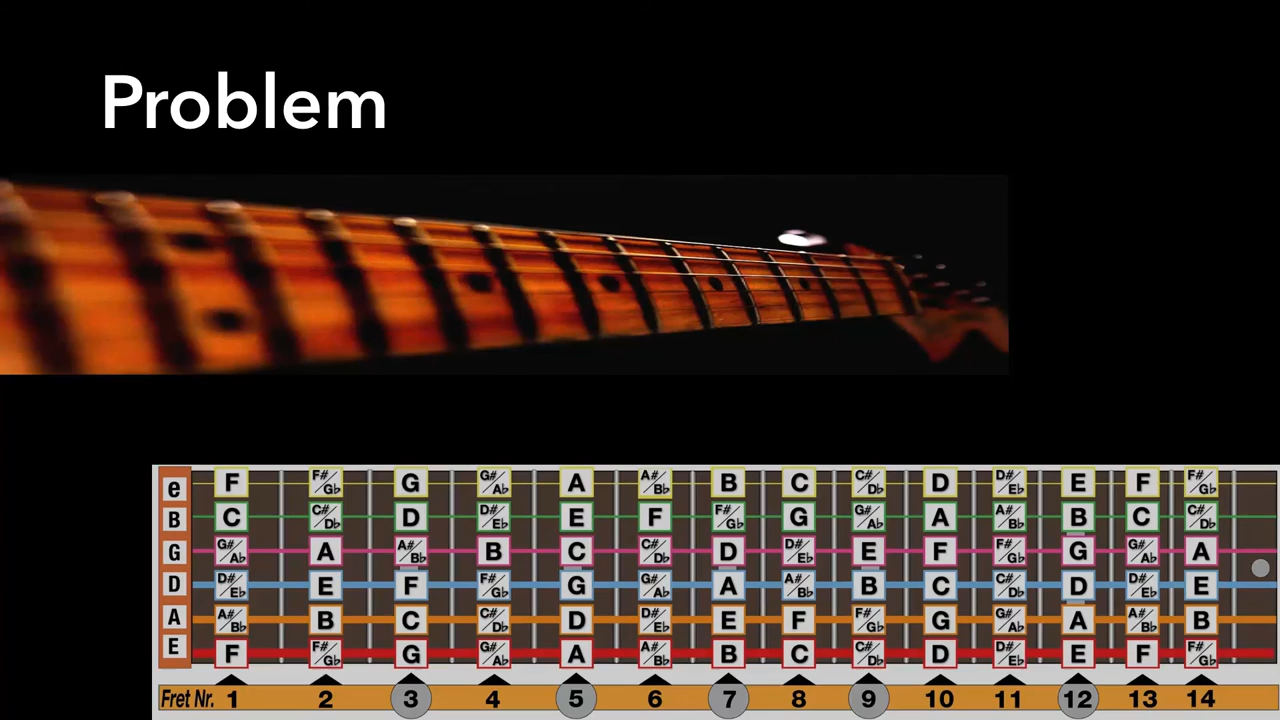 Problem
e F F#/Gb G G#/Ab A A#/Bb B C C#/Db D D#/Eb E F F#/Gb
B C C#/Db D D#/Eb E F F#/Gb G G#/Ab A A#/Bb B C C#/Db
G G#/Ab A A#/Bb B C C#/Db D D#/Eb E F F#/Gb G G#/Ab A
D D#/Eb E F F#/Gb G G#/Ab A A#/Bb B C C#/Db D D#/Eb E
A A#/Bb B C C#/Db D D#/Eb E F F#/Gb G G#/Ab A A#/Bb B
E F F#/Gb G G#/Ab A A#/Bb B C C#/Db D D#/Eb E F F#/Gb
Fret Nr. 1 2 3 4 5 6 7 8 9 10 11 12 13 14